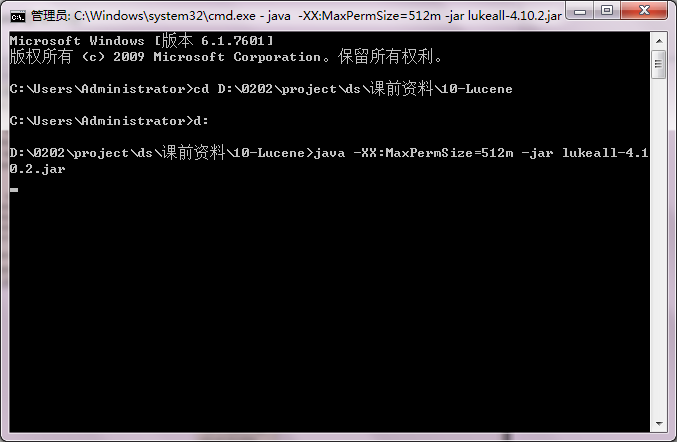 管理员: C:\Windows\system32\cmd.exe - java  -XX:MaxPermSize=512m -jar lukeall-4.10.2.jar
Microsoft Windows [版本 6.1.7601]
版权所有 (c) 2009 Microsoft Corporation。保留所有权利。
C:\Users\Administrator>cd D:\0202\project\ds\课前资料\10-Lucene
C:\Users\Administrator>d:
D:\0202\project\ds\课前资料\10-Lucene>java -XX:MaxPermSize=512m -jar lukeall-4.1
0.2.jar